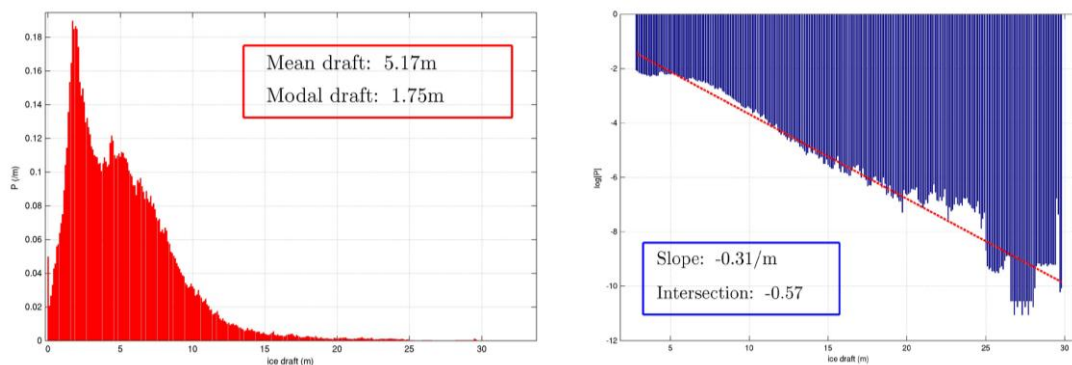 0.18
0.16
0.14
0.12
0.1
0.08
0.06
0.04
0.02
0
P (/m)
Mean draft: 5.17m
Modal draft: 1.75m
0 5 10 15 20 25 30
ice draft (m)
0
-2
-4
-6
-8
-10
-12
log[P]
Slope: -0.31/m
Intersection: -0.57
5 10 15 20 25 30
ice draft (m)